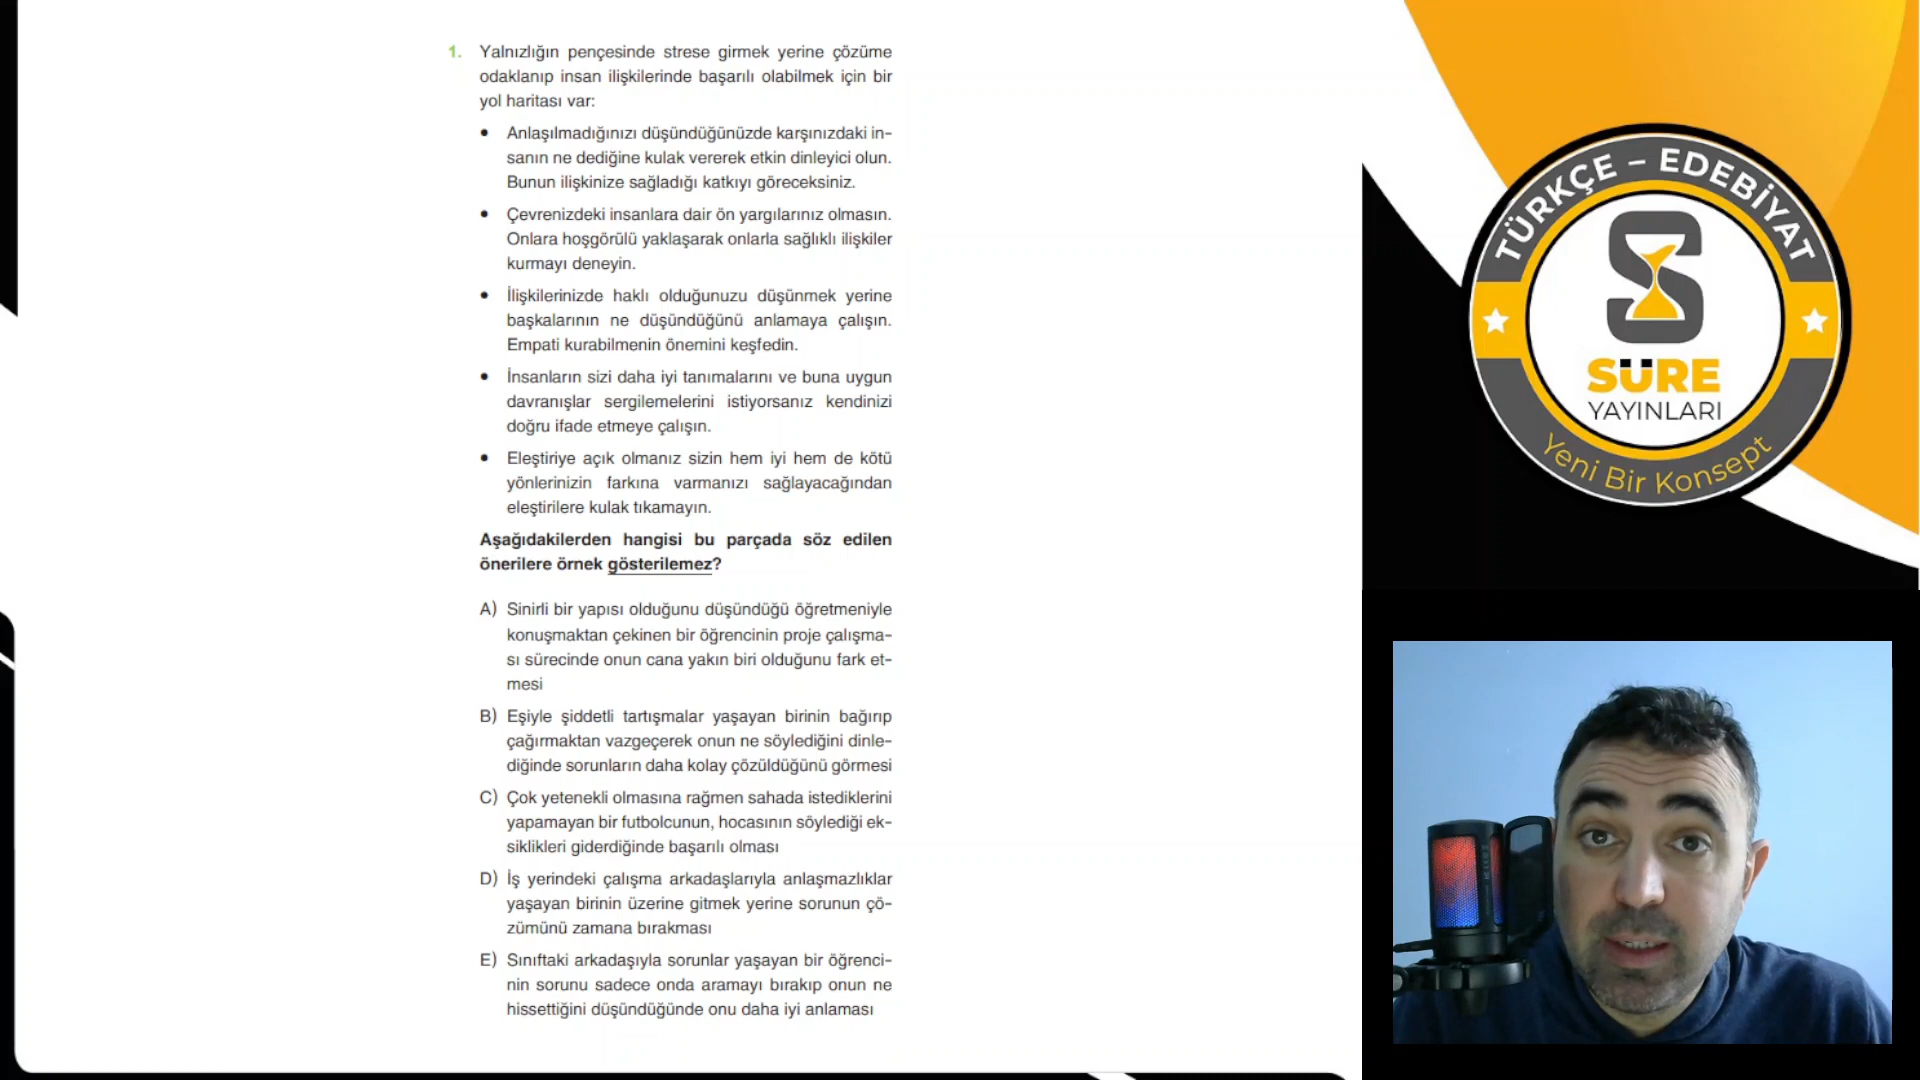 1. Yalnızlığın pençesinde strese girmek yerine çözüme
odaklanıp insan ilişkilerinde başarılı olabilmek için bir
yol haritası var:
• Anlaşılmadığınızı düşündüğünüzde karşınızdaki in-
sanın ne dediğine kulak vererek etkin dinleyici olun.
Bunun ilişkinize sağladığı katkıyı göreceksiniz.
• Çevrenizdeki insanlara dair ön yargılarınız olmasın.
Onlara hoşgörülü yaklaşarak onlarla sağlıklı ilişkiler
kurmayı deneyin.
• İlişkilerinizde haklı olduğunuzu düşünmek yerine
başkalarının ne düşündüğünü anlamaya çalışın.
Empati kurabilmenin önemini keşfedin.
• İnsanların sizi daha iyi tanımalarını ve buna uygun
davranışlar sergilemelerini istiyorsanız kendinizi
doğru ifade etmeye çalışın.
• Eleştiriye açık olmanız sizin hem iyi hem de kötü
yönlerinizin farkına varmanızı sağlayacağından
eleştirilere kulak tıkamayın.
Aşağıdakilerden hangisi bu parçada söz edilen
önerilere örnek gösterilemez?
A) Sinirli bir yapısı olduğunu düşündüğü öğretmeniyle
konuşmaktan çekinen bir öğrencinin proje çalışma-
sı sürecinde onun cana yakın biri olduğunu fark et-
mesi
B) Eşiyle şiddetli tartışmalar yaşayan birinin bağırıp
çağırmaktan vazgeçerek onun ne söylediğini dinle-
diğinde sorunların daha kolay çözüldüğünü görmesi
C) Çok yetenekli olmasına rağmen sahada istediklerini
yapamayan bir futbolcunun, hocasının söylediği ek-
siklikleri giderdiğinde başarılı olması
D) İş yerindeki çalışma arkadaşlarıyla anlaşmazlıklar
yaşayan birinin üzerine gitmek yerine sorunun çö-
zümünü zamana bırakması
E) Sınıftaki arkadaşıyla sorunlar yaşayan bir öğrenci-
nin sorunu sadece onda aramayı bırakıp onun ne
hissettiğini düşündüğünde onu daha iyi anlaması
TÜRKÇE – EDEBİYAT
SÜRE
YAYINLARI
Yeni Bir Konsept